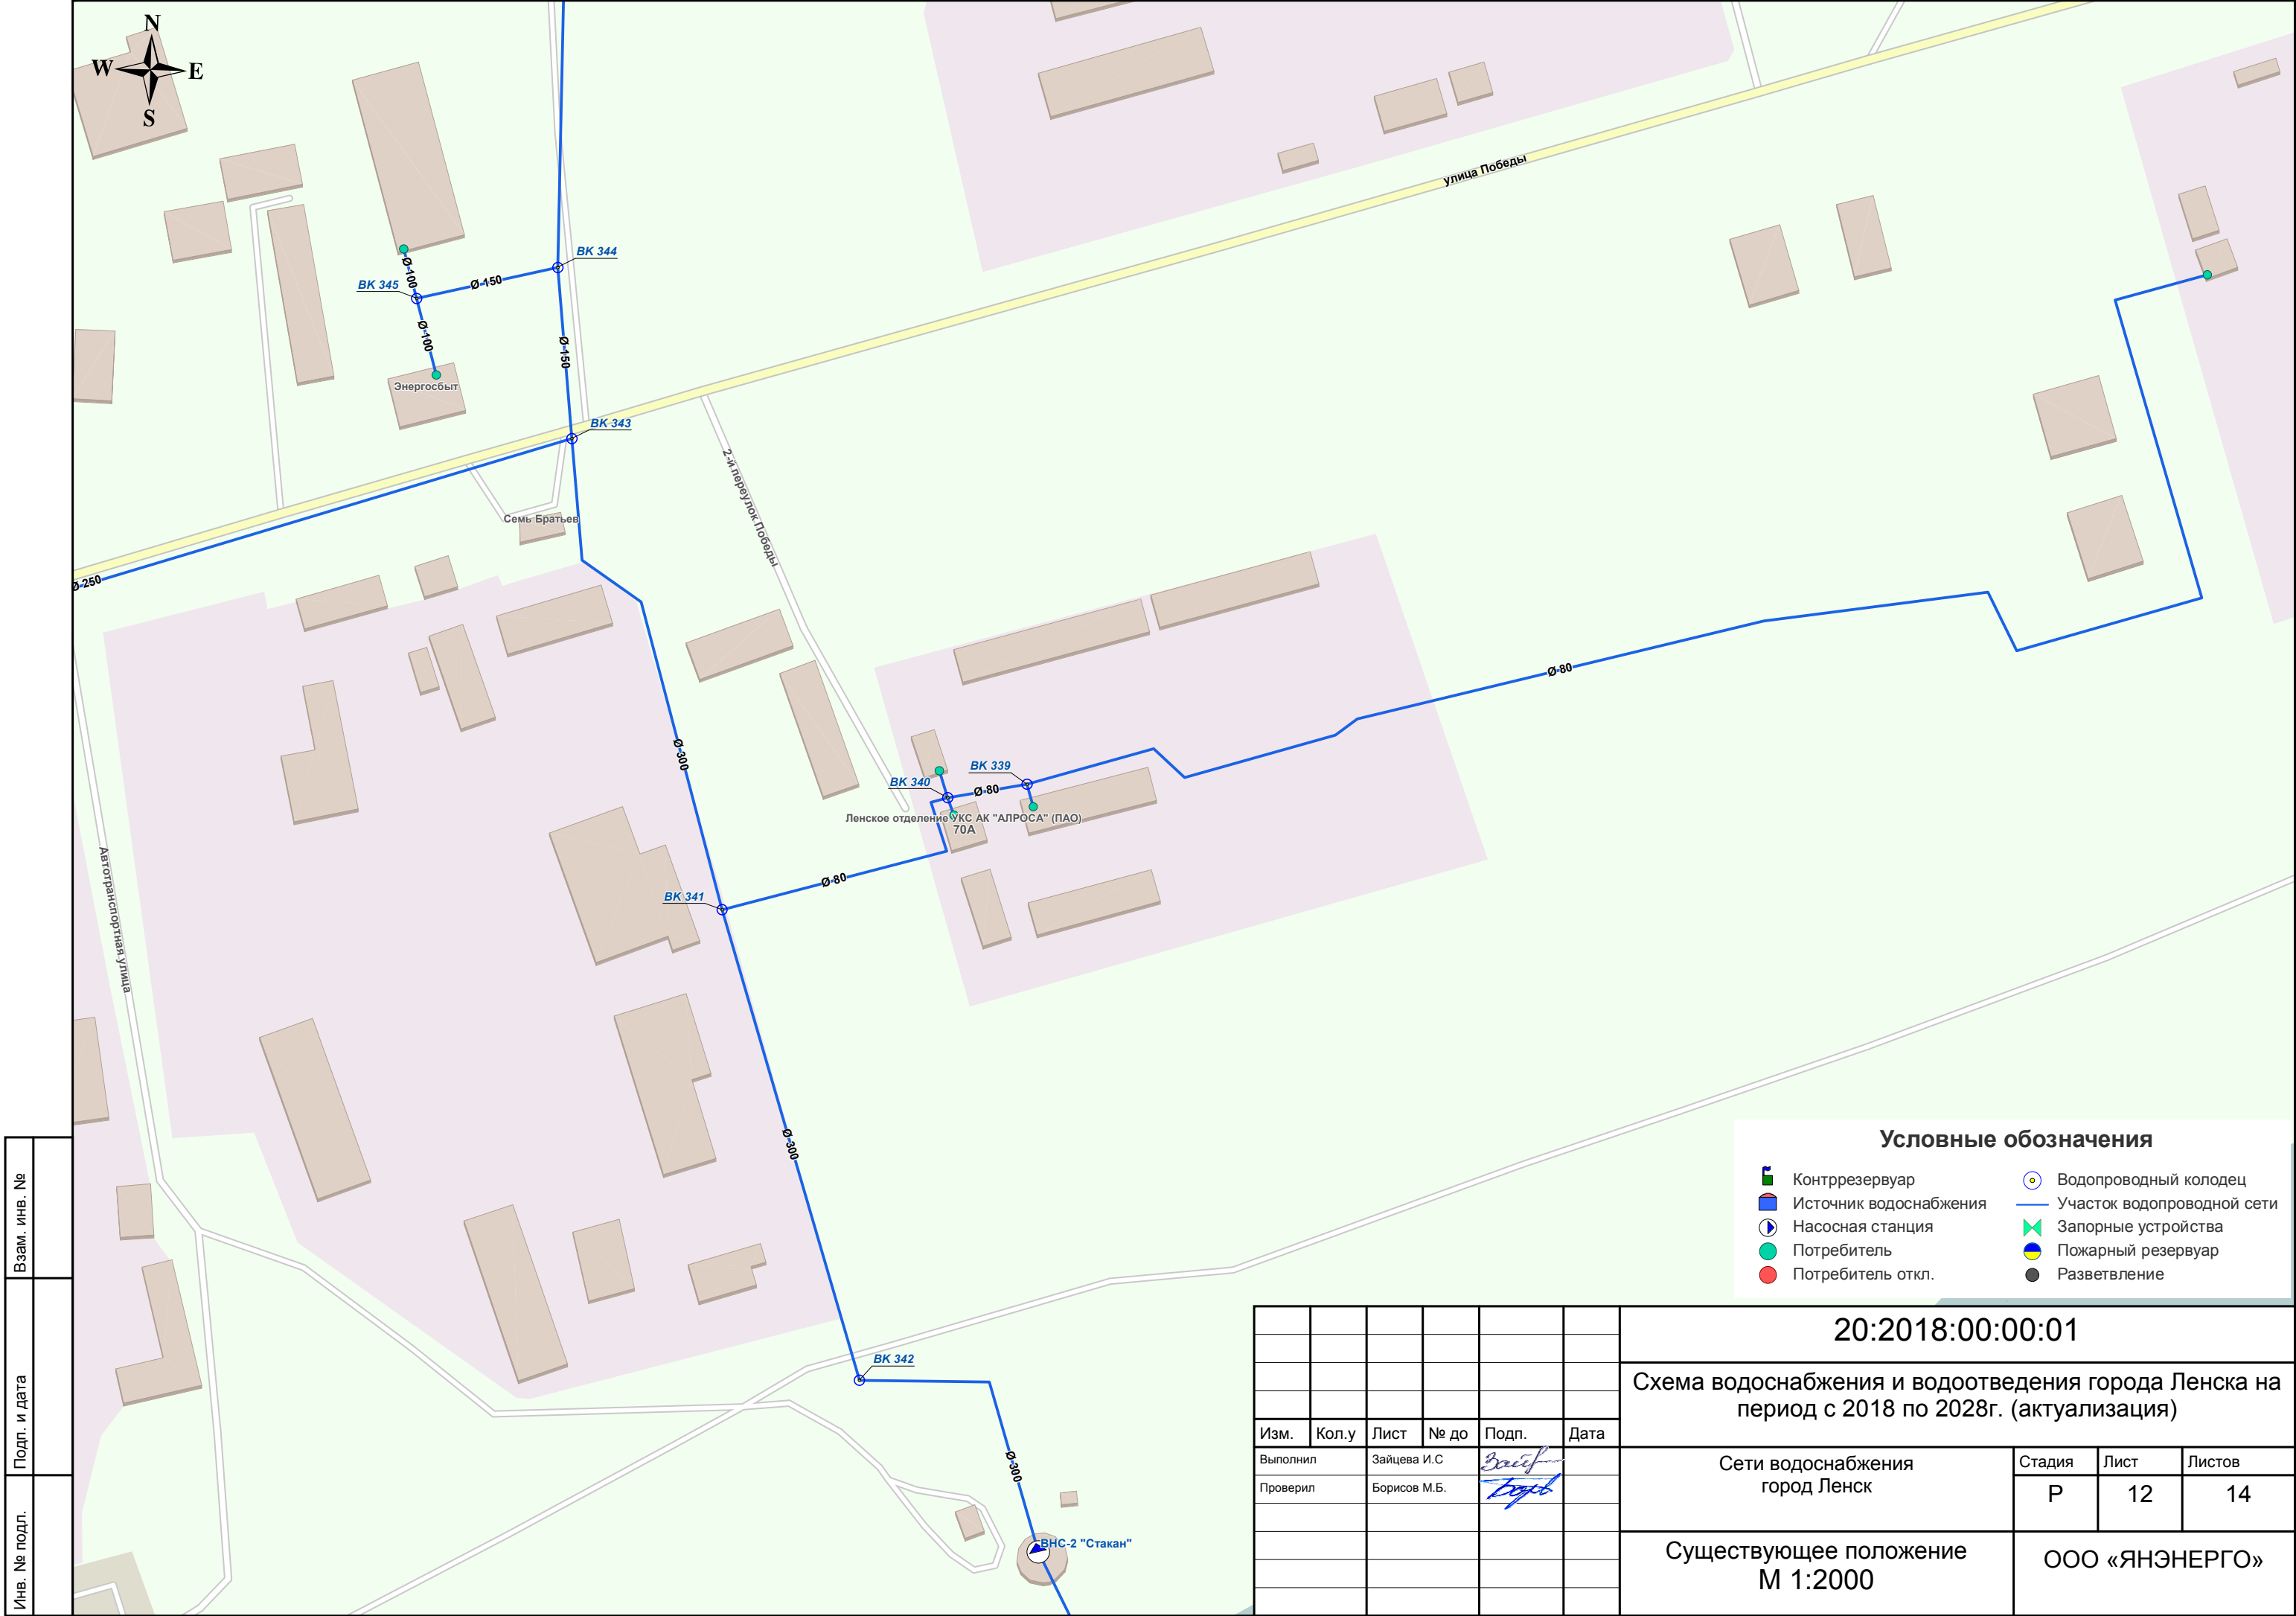 N
W E
S
улица Победы
ВК 344
Ø 100
ВК 345
Ø 150
Ø 100
Ø 150
Энергосбыт
ВК 343
2-й переулок Победы
Семь Братьев
Ø 250
Ø 80
Ø 300
ВК 339
ВК 340
Ø 80
Ленское отделение УКС АК "АЛРОСА" (ПАО)
70А
Ø 80
ВК 341
Автотранспортная улица
Ø 300
ВК 342
Ø 300
ВНС-2 "Стакан"
Условные обозначения
Контррезервуар
Источник водоснабжения
Насосная станция
Потребитель
Потребитель откл.
Водопроводный колодец
Участок водопроводной сети
Запорные устройства
Пожарный резервуар
Разветвление
Взам. инв. №
Подп. и дата
Инв. № подл.
20:2018:00:00:01
Схема водоснабжения и водоотведения города Ленска на
период с 2018 по 2028г. (актуализация)
Изм. Кол.у Лист № до Подп. Дата
Выполнил Зайцева И.С
Проверил Борисов М.Б.
Сети водоснабжения
город Ленск
Стадия Лист Листов
Р 12 14
Существующее положение
М 1:2000
ООО «ЯНЭНЕРГО»